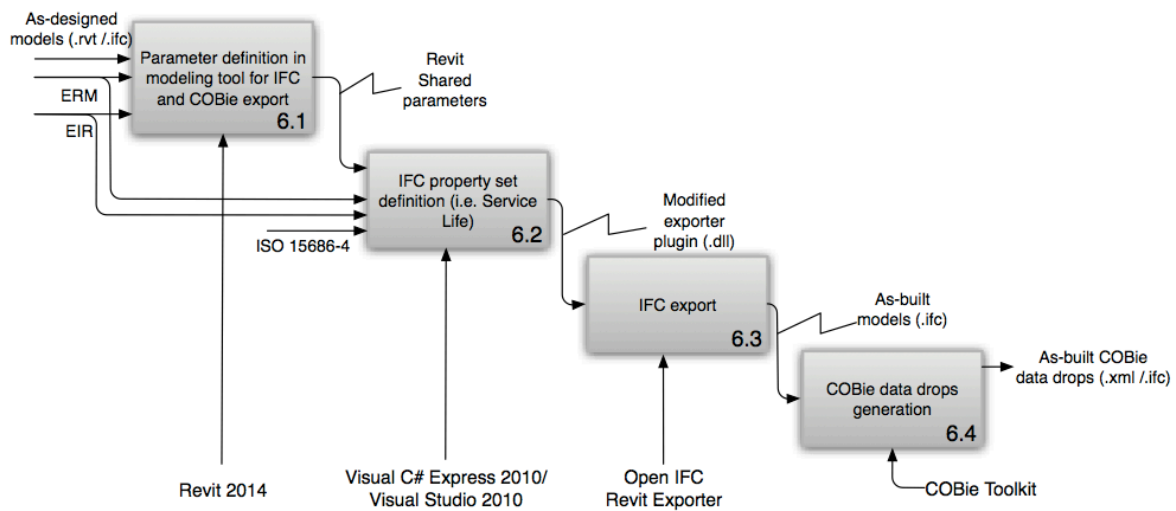 As-designed
models (.rvt /.ifc)
ERM
EIR
Parameter definition in
modeling tool for IFC
and COBie export
6.1
Revit
Shared
parameters
IFC property set
definition (i.e. Service
Life)
6.2
ISO 15686-4
Modified
exporter
plugin (.dll)
IFC export
6.3
As-built
models (.ifc)
COBie data drops
generation
6.4
As-built COBie
data drops (.xml /.ifc)
Revit 2014
Visual C# Express 2010/
Visual Studio 2010
Open IFC
Revit Exporter
COBie Toolkit